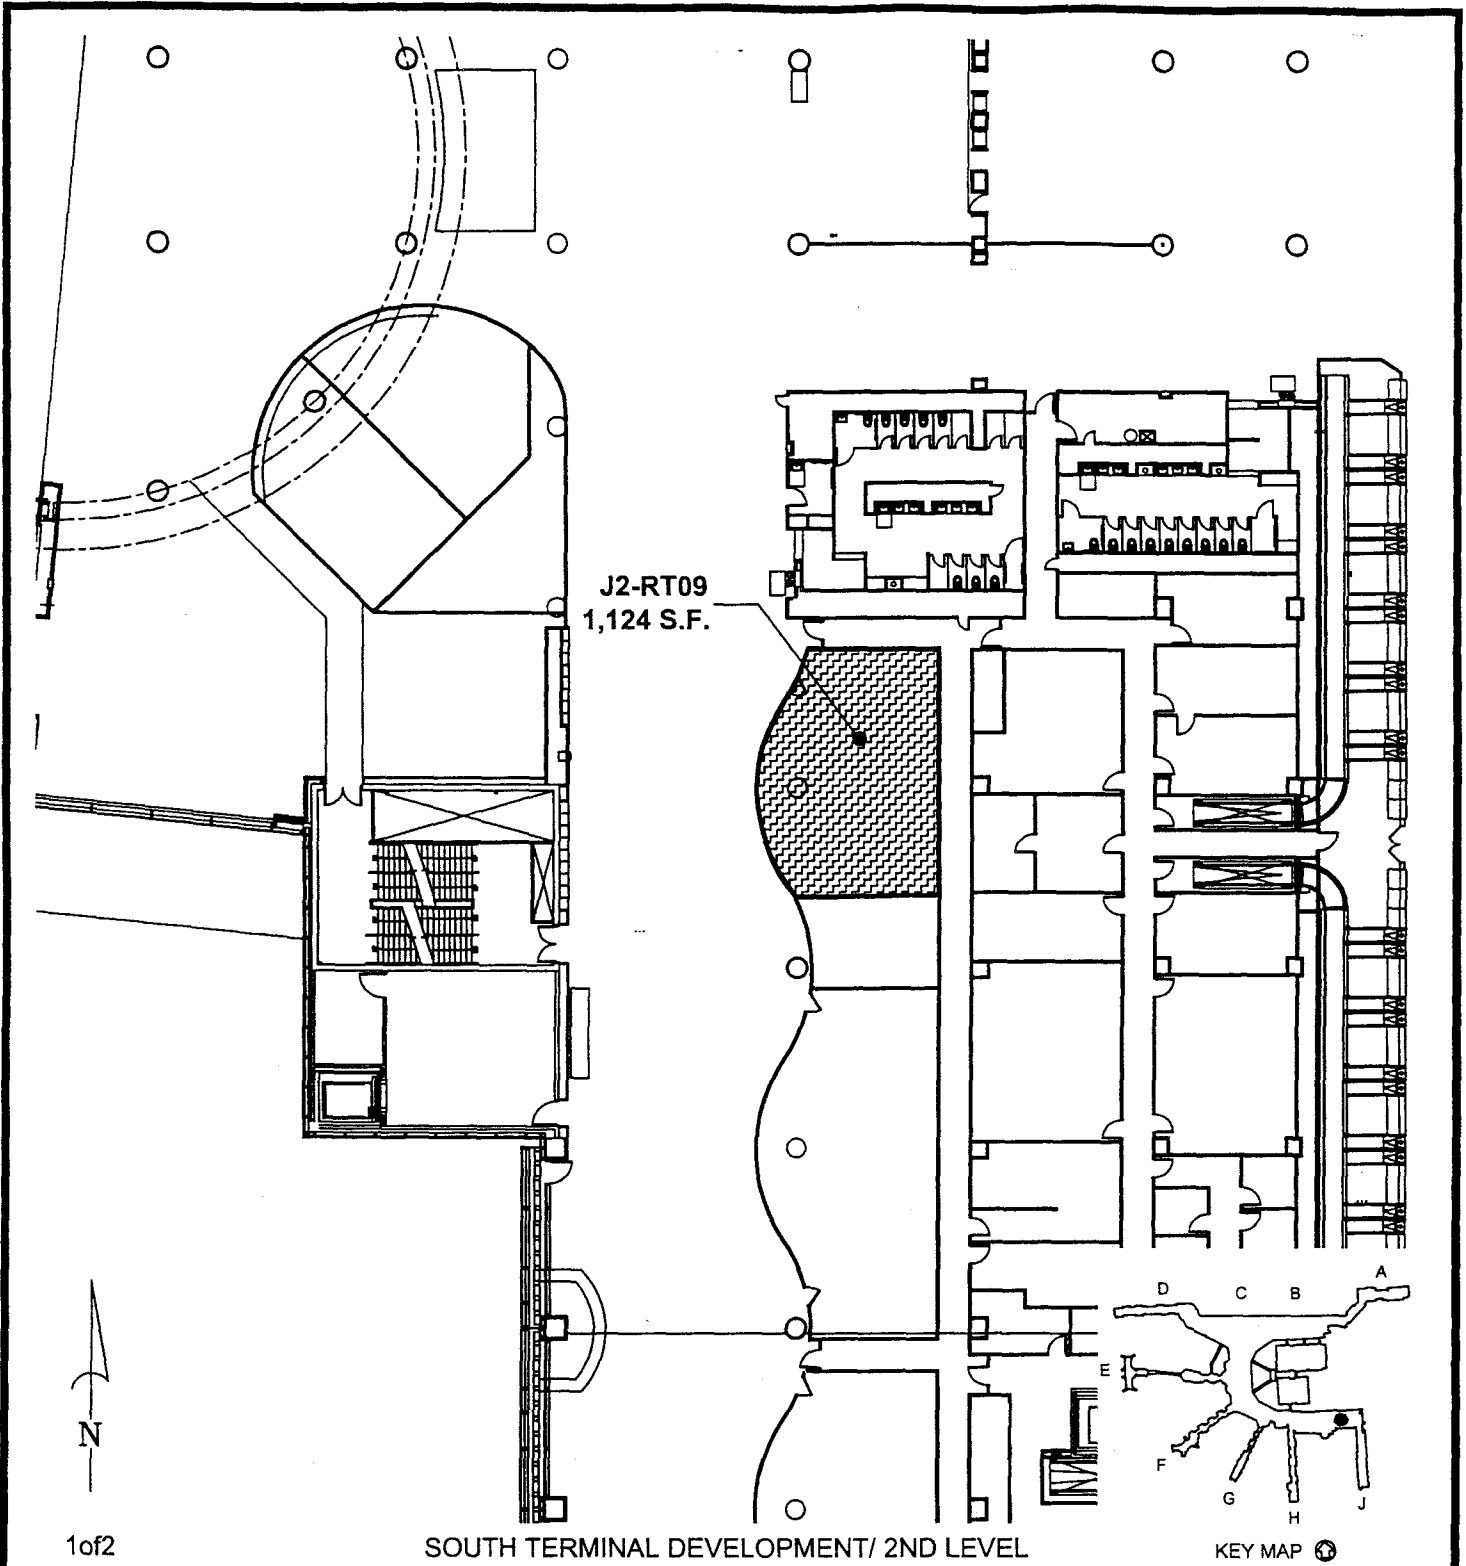 J2-RT09
1,124 S.F.
A
D
C
B
E
F
G
H
J
N
1of2
SOUTH TERMINAL DEVELOPMENT/ 2ND LEVEL
KEY MAP